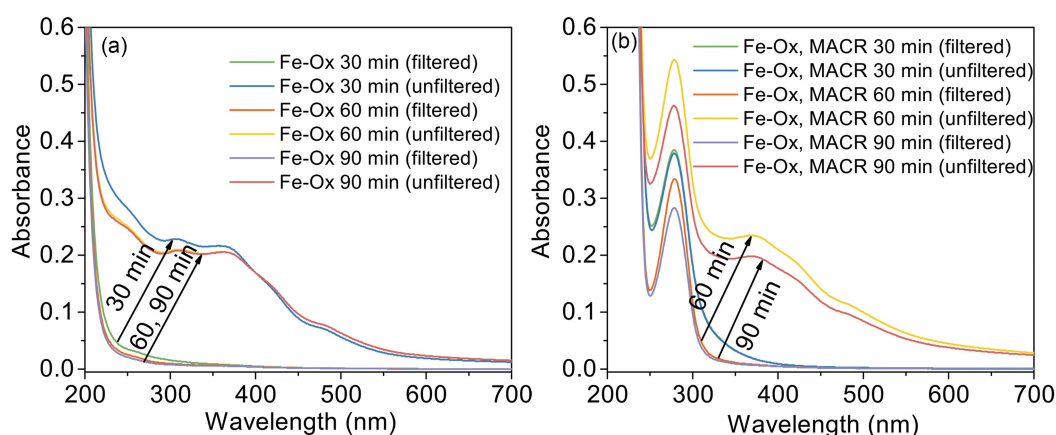 (a)
Fe-Ox 30 min (filtered)
Fe-Ox 30 min (unfiltered)
Fe-Ox 60 min (filtered)
Fe-Ox 60 min (unfiltered)
Fe-Ox 90 min (filtered)
Fe-Ox 90 min (unfiltered)
30 min
60, 90 min
0.6
0.5
0.4
0.3
0.2
0.1
0.0
Absorbance
200 300 400 500 600 700
Wavelength (nm)
(b)
Fe-Ox, MACR 30 min (filtered)
Fe-Ox, MACR 30 min (unfiltered)
Fe-Ox, MACR 60 min (filtered)
Fe-Ox, MACR 60 min (unfiltered)
Fe-Ox, MACR 90 min (filtered)
Fe-Ox, MACR 90 min (unfiltered)
60 min
90 min
0.6
0.5
0.4
0.3
0.2
0.1
0.0
Absorbance
200 300 400 500 600 700
Wavelength (nm)